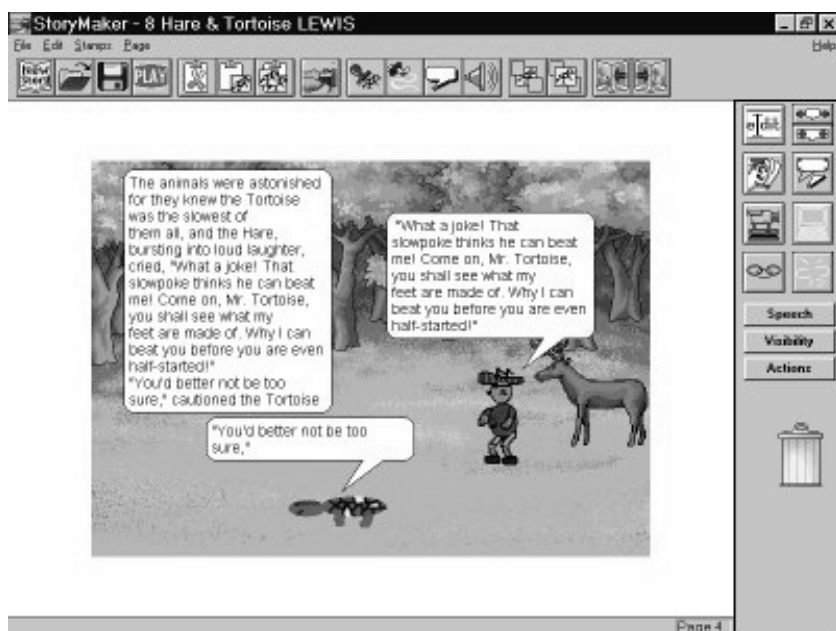 StoryMaker - 8 Hare & Tortoise LEWIS
File Edit Stamps Page Help
New Story PLAY
edit
The animals were astonished
for they knew the Tortoise
was the slowest of
them all, and the Hare,
bursting into loud laughter,
cried, "What a joke! That
slowpoke thinks he can beat
me! Come on, Mr. Tortoise,
you shall see what my
feet are made of. Why I can
beat you before you are even
half-started!"
"You'd better not be too
sure," cautioned the Tortoise
"What a joke! That
slowpoke thinks he can beat
me! Come on, Mr. Tortoise,
you shall see what my
feet are made of. Why I can
beat you before you are even
half-started!"
"You'd better not be too
sure,"
Speech
Visibility
Actions
Page 4